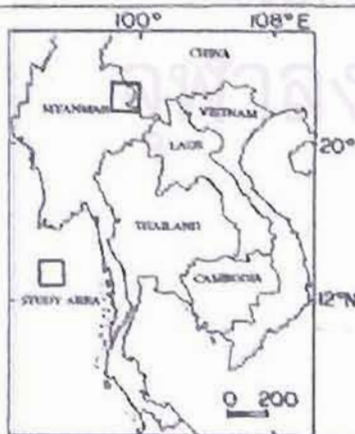 100° 108° E
CHINA
MYANMAR VIETNAM
LAOS
20°
THAILAND
CAMBODIA
STUDY AREA 12°N
0 200